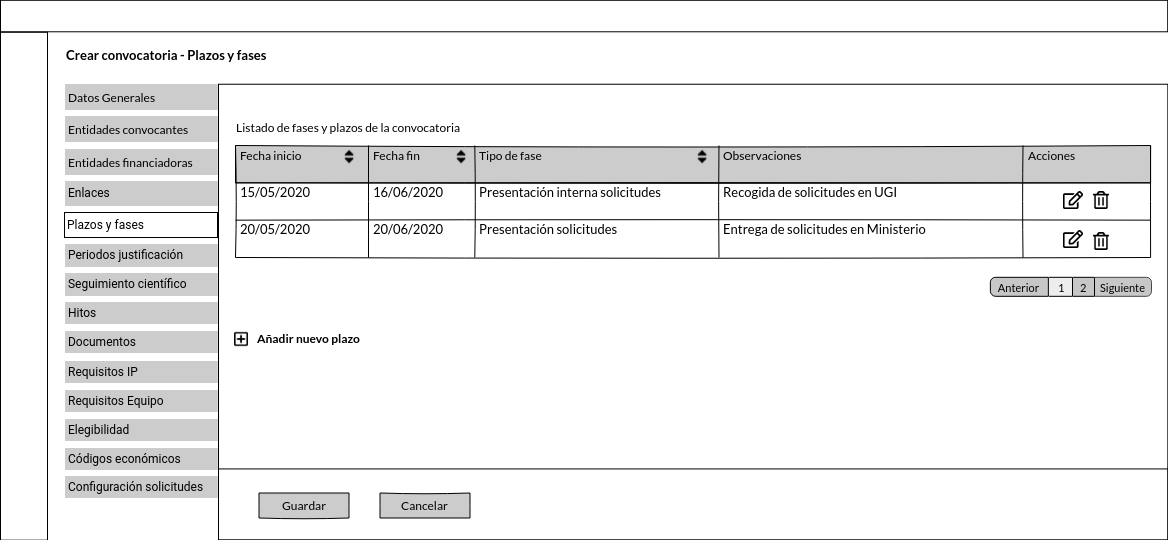 Crear convocatoria - Plazos y fases
Datos Generales
Entidades convocantes
Entidades financiadoras
Enlaces
Plazos y fases
Periodos justificación
Seguimiento científico
Hitos
Documentos
Requisitos IP
Requisitos Equipo
Elegibilidad
Códigos económicos
Configuración solicitudes
Listado de fases y plazos de la convocatoria
Fecha inicio Fecha fin Tipo de fase Observaciones Acciones
15/05/2020 16/06/2020 Presentación interna solicitudes Recogida de solicitudes en UGI
20/05/2020 20/06/2020 Presentación solicitudes Entrega de solicitudes en Ministerio
Anterior 1 2 Siguiente
Añadir nuevo plazo
Guardar Cancelar